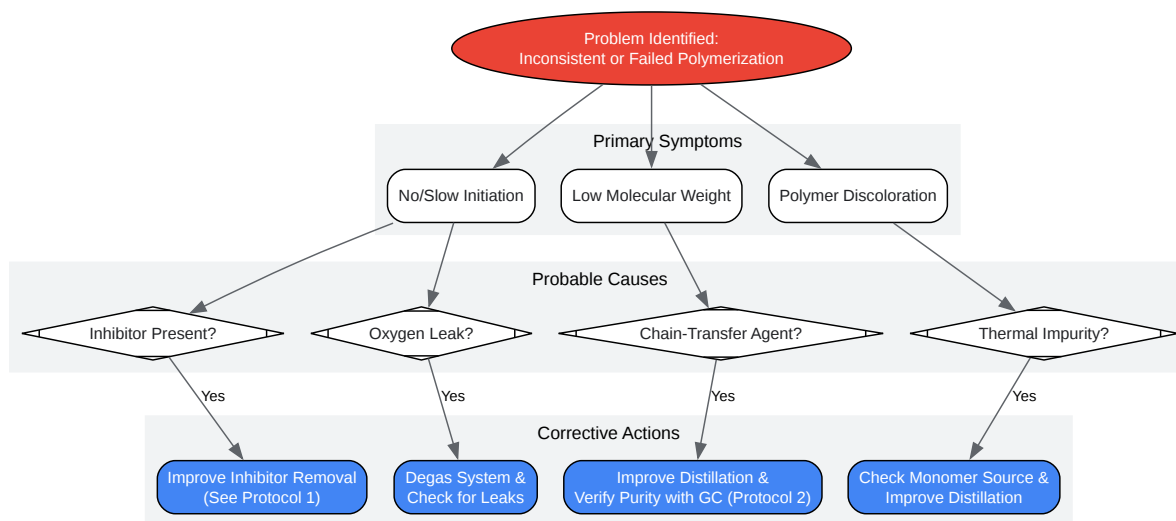 Problem Identified:
Inconsistent or Failed Polymerization
Primary Symptoms
No/Slow Initiation
Low Molecular Weight
Polymer Discoloration
Probable Causes
Inhibitor Present?
Oxygen Leak?
Chain-Transfer Agent?
Thermal Impurity?
Yes
Yes
Yes
Yes
Corrective Actions
Improve Inhibitor Removal
(See Protocol 1)
Degas System &
Check for Leaks
Improve Distillation &
Verify Purity with GC (Protocol 2)
Check Monomer Source &
Improve Distillation